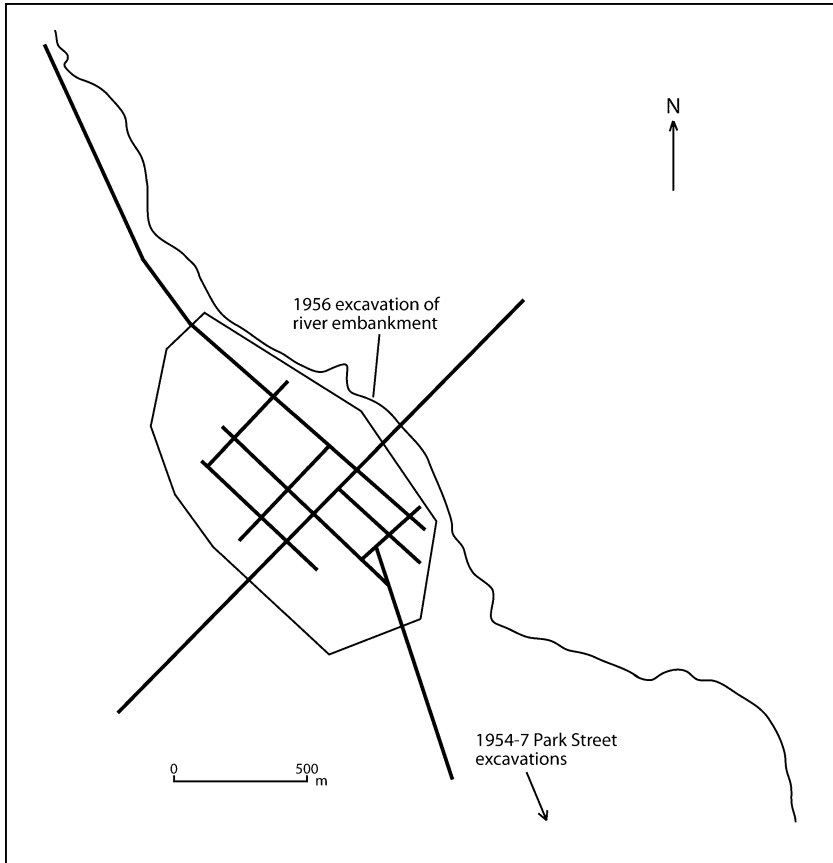 N
1956 excavation of
river embankment
1954-7 Park Street
excavations
0 500
m